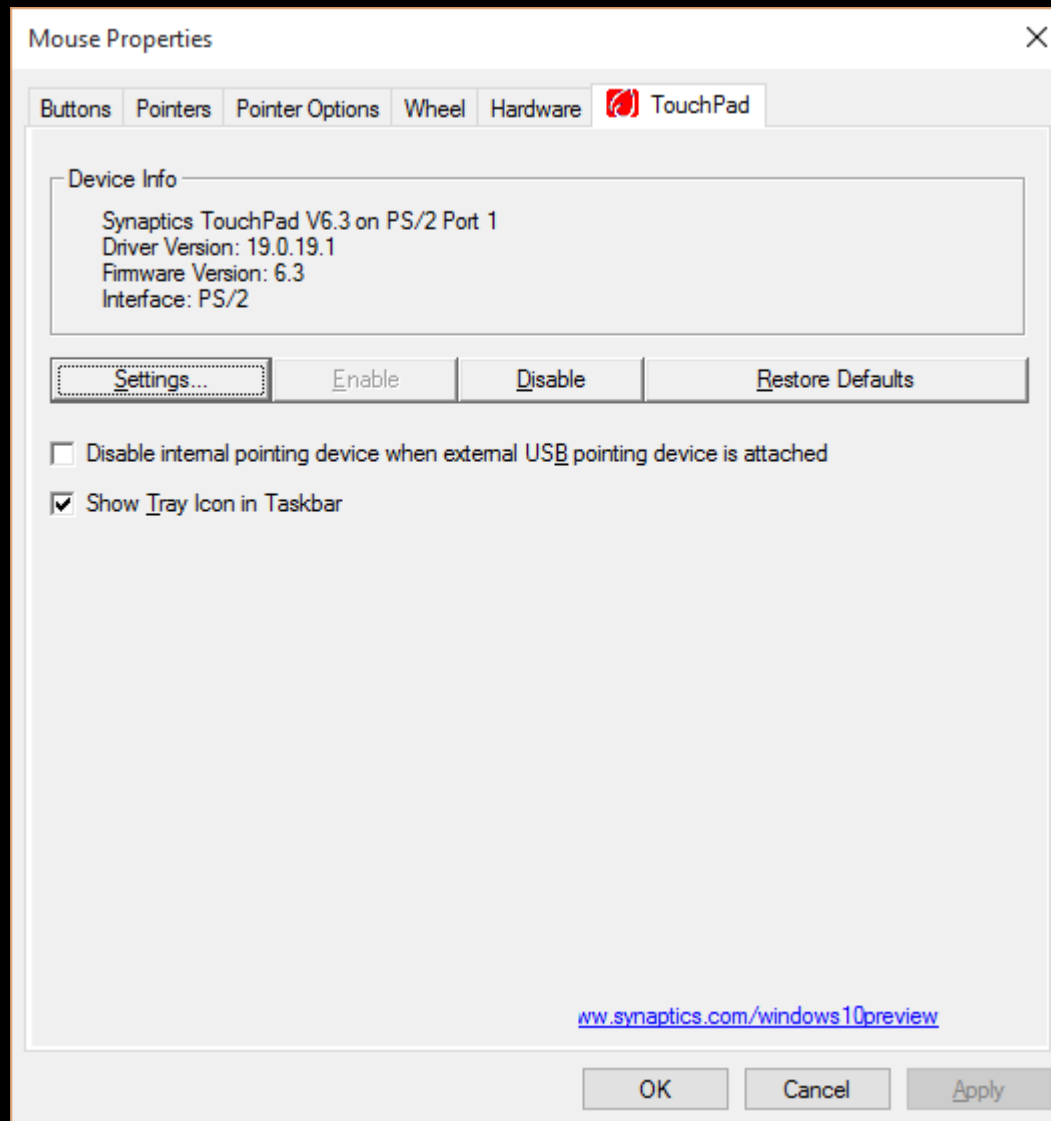 Mouse Properties
Buttons Pointers Pointer Options Wheel Hardware TouchPad
Device Info
Synaptics TouchPad V6.3 on PS/2 Port 1
Driver Version: 19.0.19.1
Firmware Version: 6.3
Interface: PS/2
Settings... Enable Disable Restore Defaults
Disable internal pointing device when external USB pointing device is attached
Show Tray Icon in Taskbar
ww.synaptics.com/windows10preview
OK Cancel Apply